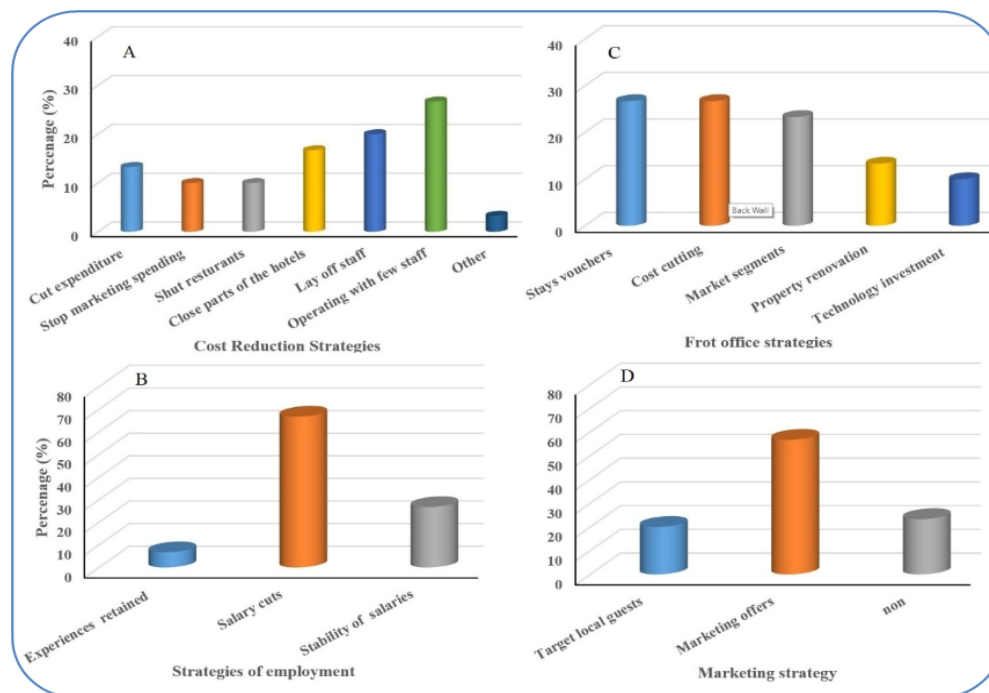 A
40
30
20
10
0
Percenage (%)
Cut expenditure
Stop marketing spending
Shut resturants
Close parts of the hotels
Lay off staff
Operating with few staff
Other
Cost Reduction Strategies
C
40
30
20
10
0
Back Wall
Stays vouchers
Cost cutting
Market segments
Property renovation
Technology investment
Frot office strategies
B
80
70
60
50
40
30
20
10
0
Percenage (%)
Experiences retained
Salary cuts
Stability of salaries
Strategies of employment
D
80
70
60
50
40
30
20
10
0
Target local guests
Marketing offers
non
Marketing strategy